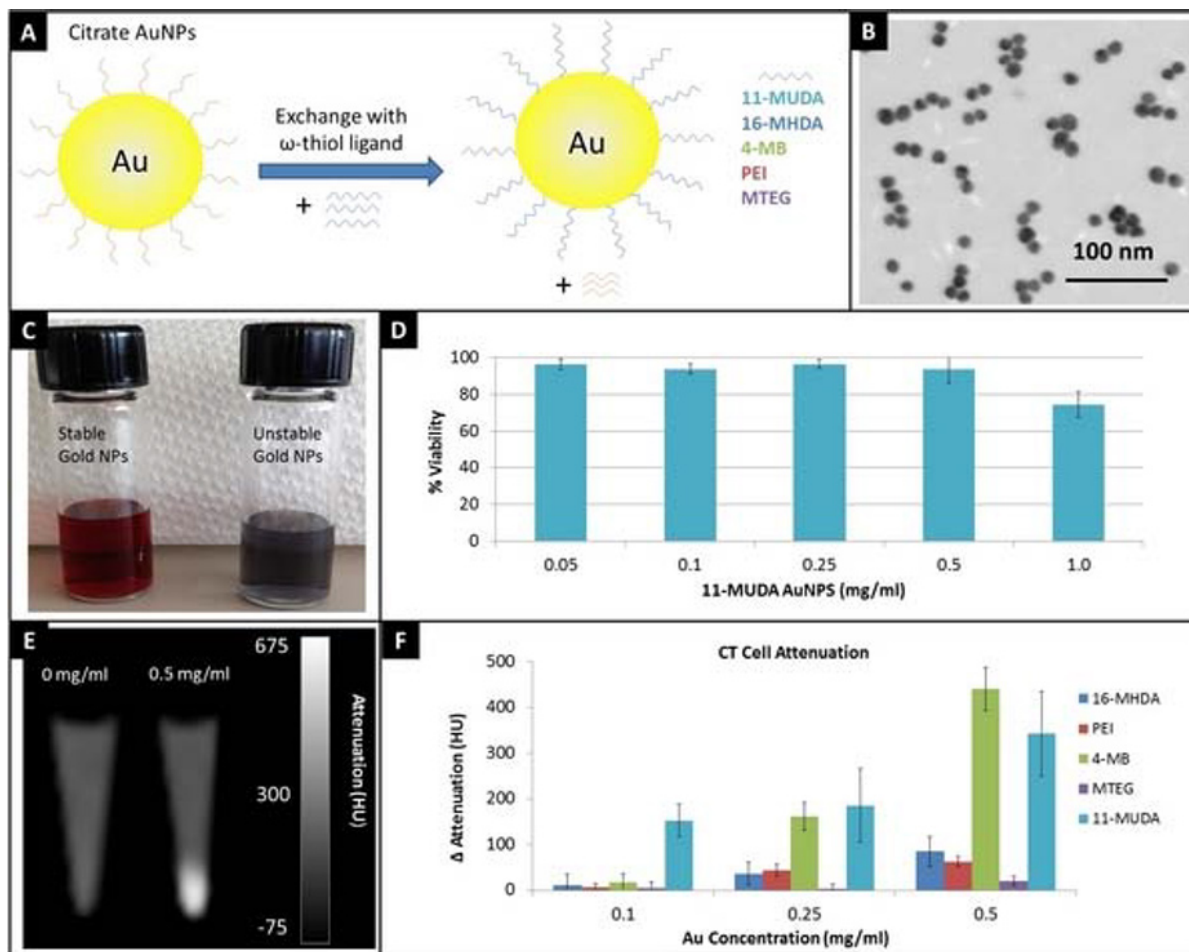 A
Citrate AuNPs
Au
Exchange with
ω-thiol ligand
+
Au
+
11-MUDA
16-MHDA
4-MB
PEI
MTEG
B
100 nm
C
Stable
Gold NPs
Unstable
Gold NPs
D
% Viability
100
80
60
40
20
0
0.05 0.1 0.25 0.5 1.0
11-MUDA AuNPS (mg/ml)
E
0 mg/ml 0.5 mg/ml
675
300
-75
Attenuation (HU)
F
CT Cell Attenuation
Δ Attenuation (HU)
500
400
300
200
100
0
0.1 0.25 0.5
Au Concentration (mg/ml)
16-MHDA
PEI
4-MB
MTEG
11-MUDA